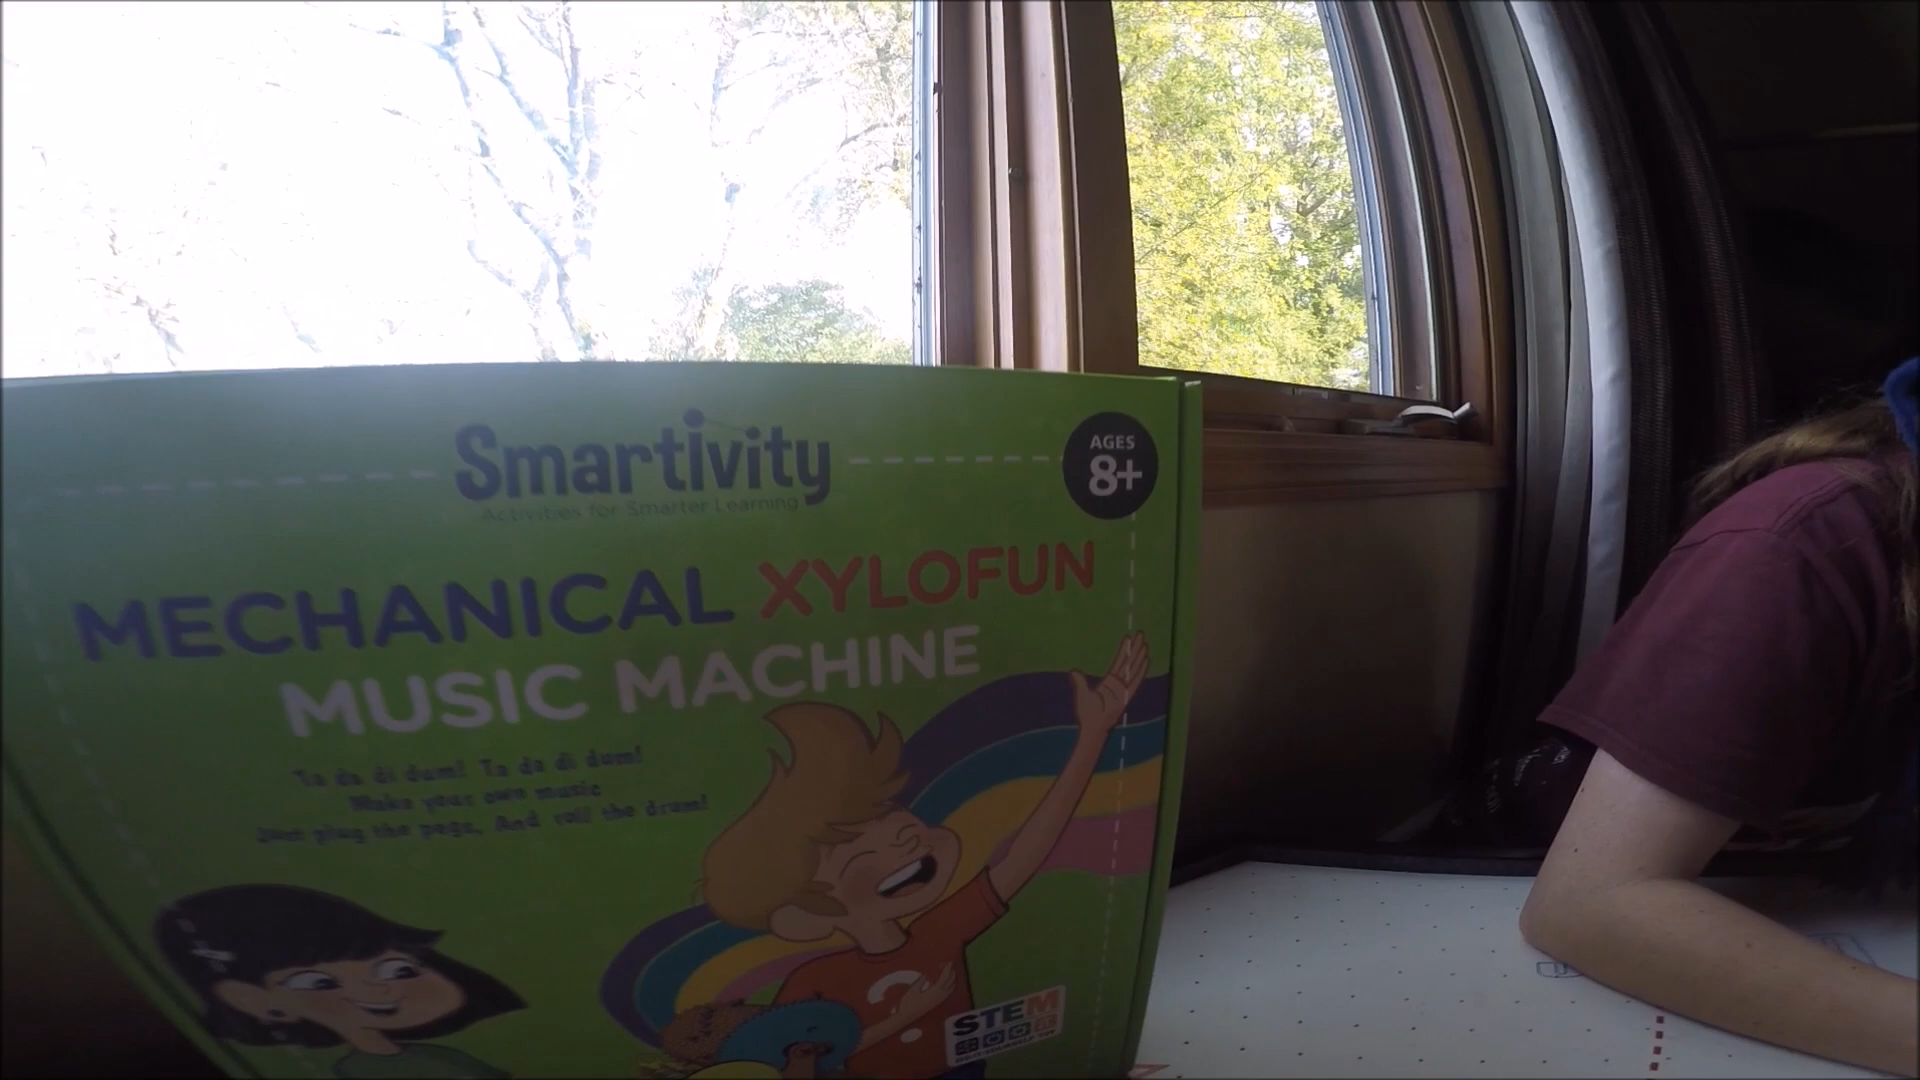 Smartivity
Activities for Smarter Learning
AGES
8+
MECHANICAL XYLOFUN
MUSIC MACHINE
Ta da di dum! Ta da di dum!
Make your own music
Just plug the pegs, And roll the drum!
STEM